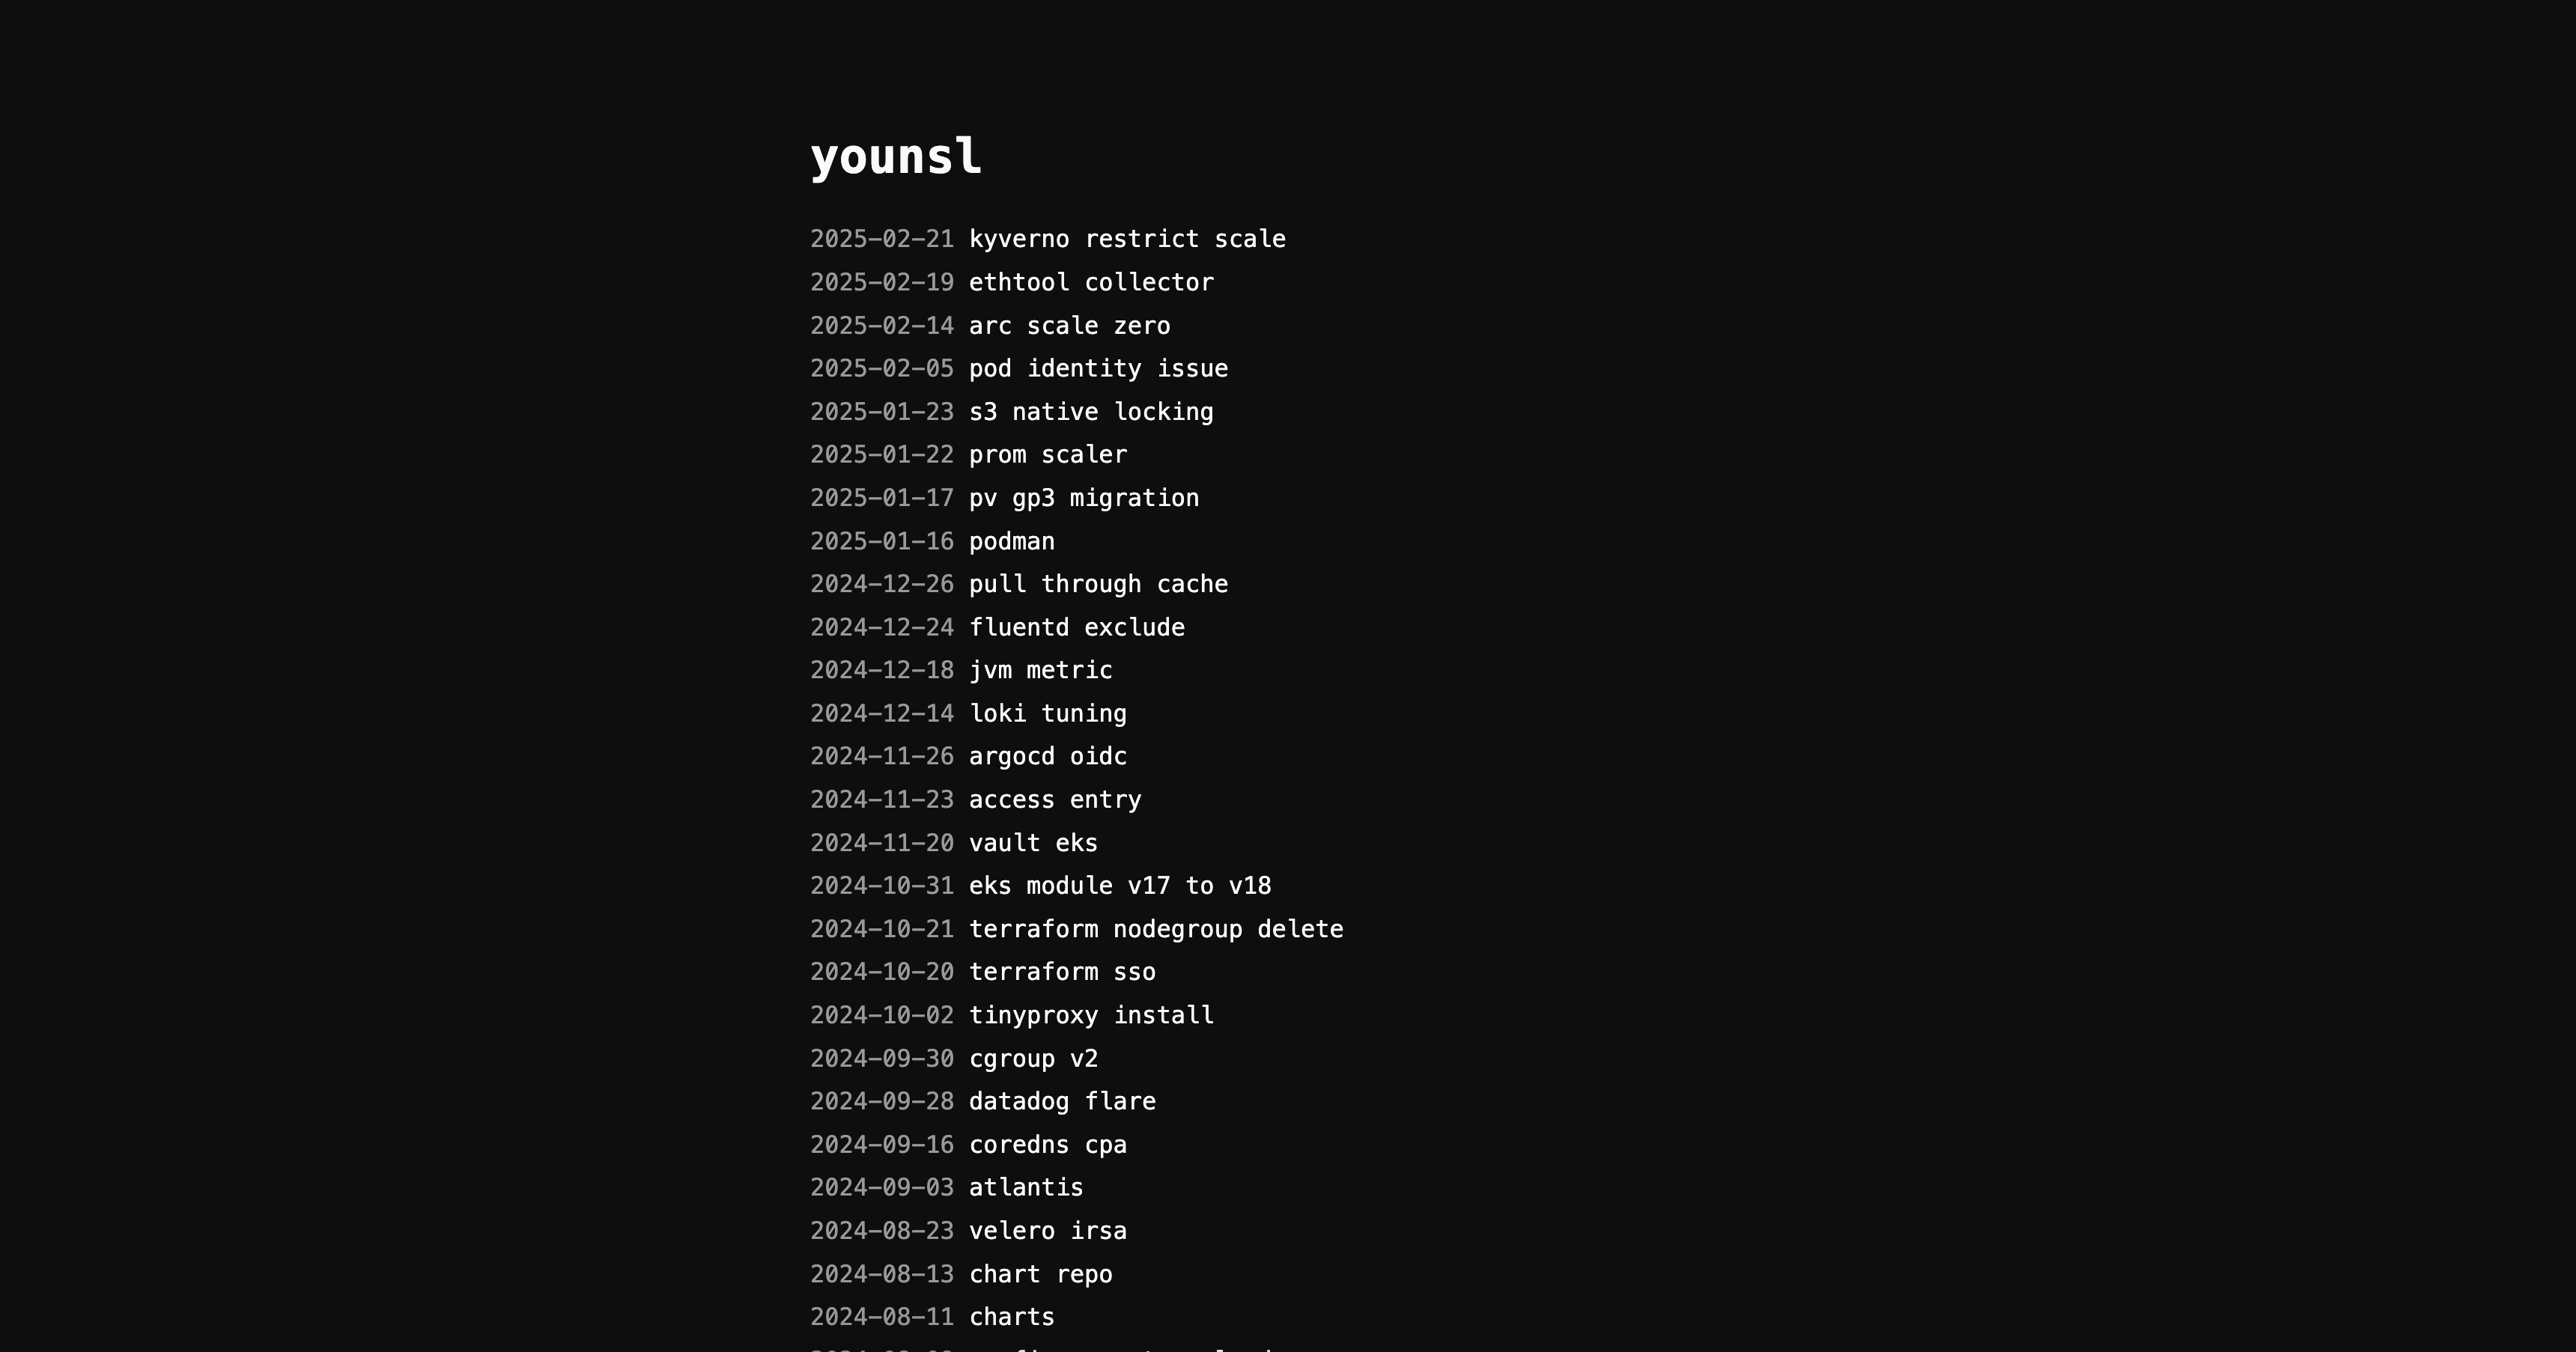 younsl
2025-02-21 kyverno restrict scale
2025-02-19 ethtool collector
2025-02-14 arc scale zero
2025-02-05 pod identity issue
2025-01-23 s3 native locking
2025-01-22 prom scaler
2025-01-17 pv gp3 migration
2025-01-16 podman
2024-12-26 pull through cache
2024-12-24 fluentd exclude
2024-12-18 jvm metric
2024-12-14 loki tuning
2024-11-26 argocd oidc
2024-11-23 access entry
2024-11-20 vault eks
2024-10-31 eks module v17 to v18
2024-10-21 terraform nodegroup delete
2024-10-20 terraform sso
2024-10-02 tinyproxy install
2024-09-30 cgroup v2
2024-09-28 datadog flare
2024-09-16 coredns cpa
2024-09-03 atlantis
2024-08-23 velero irsa
2024-08-13 chart repo
2024-08-11 charts